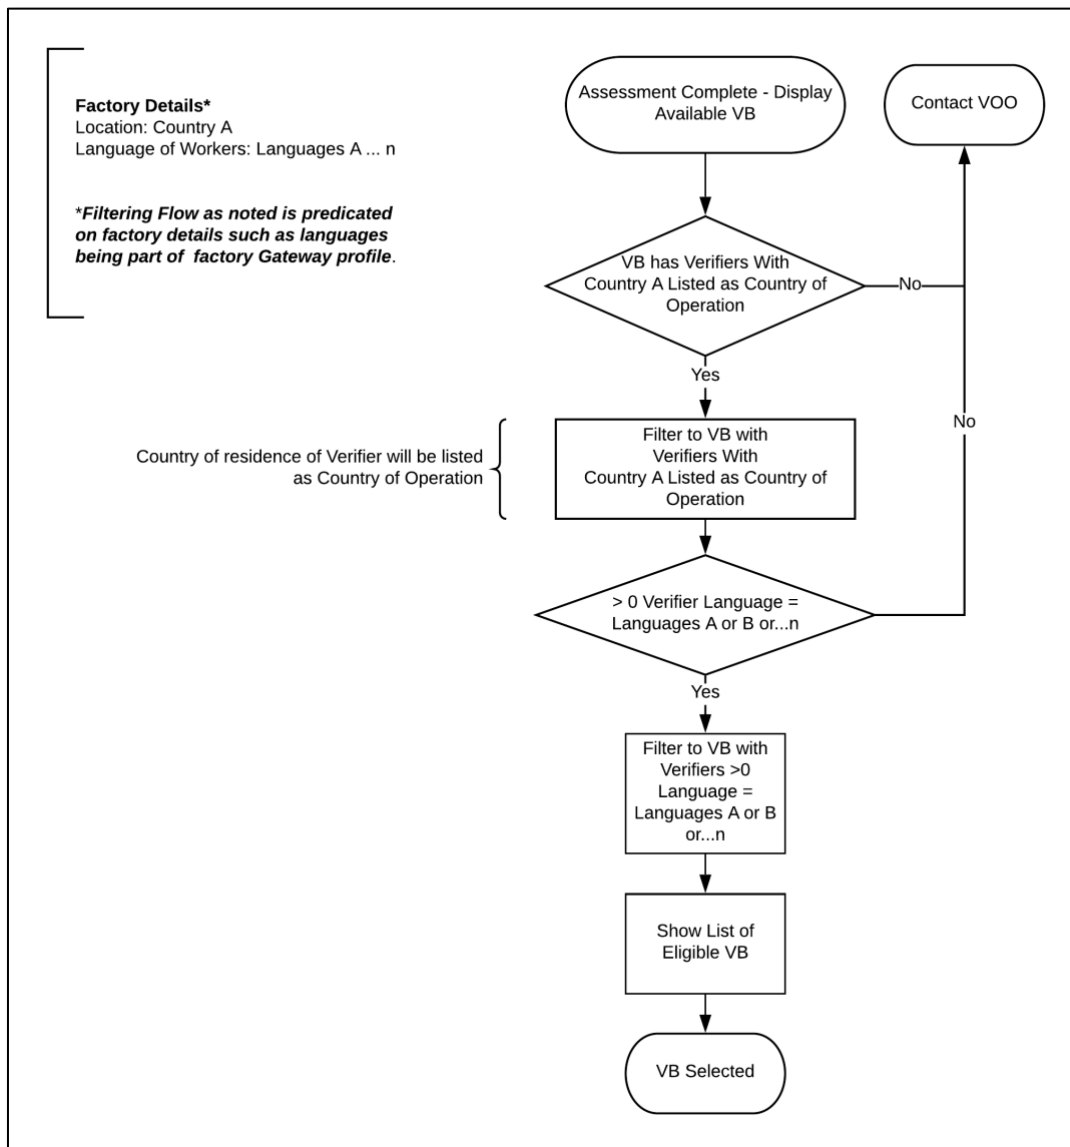 Factory Details*
Location: Country A
Language of Workers: Languages A ... n
*Filtering Flow as noted is predicated
on factory details such as languages
being part of factory Gateway profile.
Assessment Complete - Display
Available VB
Contact VOO
VB has Verifiers With
Country A Listed as Country of
Operation
No
Yes
Country of residence of Verifier will be listed
as Country of Operation
Filter to VB with
Verifiers With
Country A Listed as Country of
Operation
No
> 0 Verifier Language =
Languages A or B or...n
Yes
Filter to VB with
Verifiers >0
Language =
Languages A or B
or...n
Show List of
Eligible VB
VB Selected